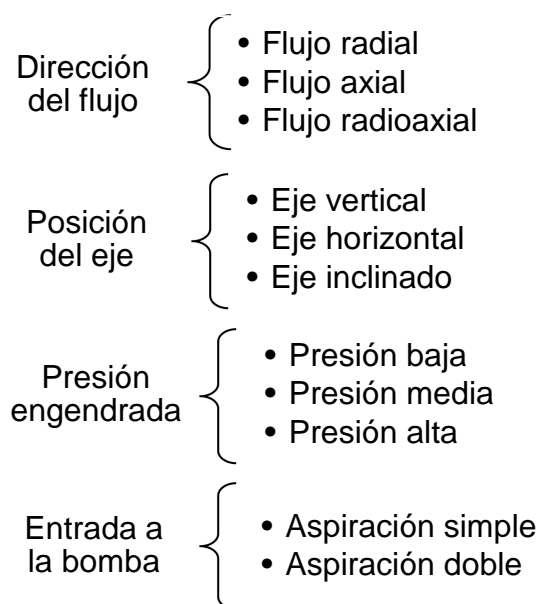 Dirección
del flujo
• Flujo radial
• Flujo axial
• Flujo radioaxial
Posición
del eje
• Eje vertical
• Eje horizontal
• Eje inclinado
Presión
engendrada
• Presión baja
• Presión media
• Presión alta
Entrada a
la bomba
• Aspiración simple
• Aspiración doble